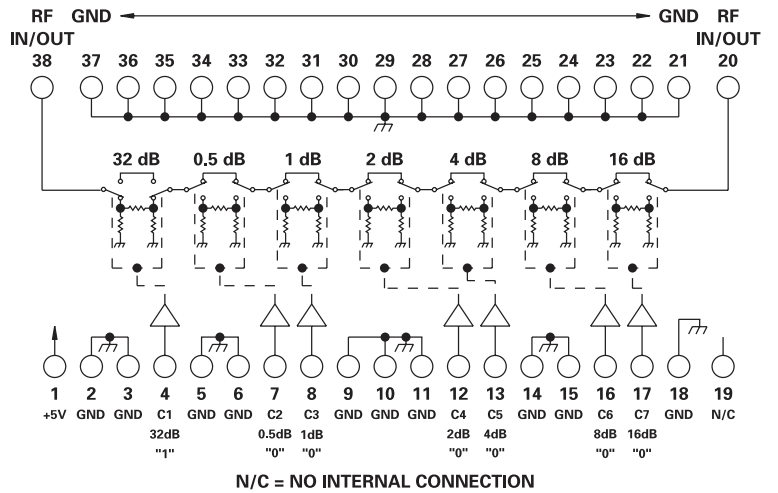 RF GND GND RF
IN/OUT IN/OUT
38 37 36 35 34 33 32 31 30 29 28 27 26 25 24 23 22 21 20
32 dB 0.5 dB 1 dB 2 dB 4 dB 8 dB 16 dB
1 2 3 4 5 6 7 8 9 10 11 12 13 14 15 16 17 18 19
+5V GND GND C1 GND GND C2 C3 GND GND GND C4 C5 GND GND C6 C7 GND N/C
32dB 0.5dB 1dB 2dB 4dB 8dB 16dB
"1" "0" "0" "0" "0" "0" "0"
N/C = NO INTERNAL CONNECTION